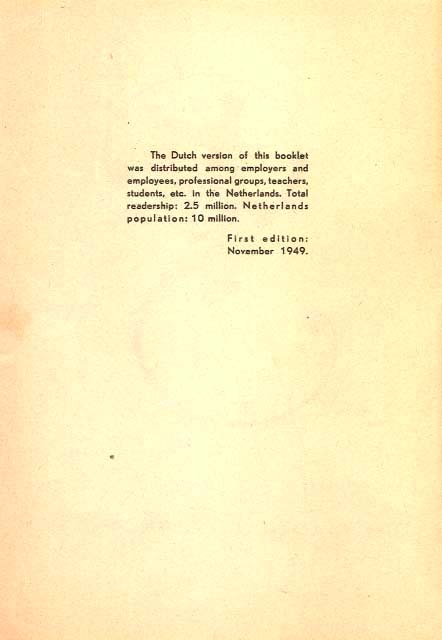 The Dutch version of this booklet
was distributed among employers and
employees, professional groups, teachers,
students, etc. in the Netherlands. Total
readership: 2.5 million. Netherlands
population: 10 million.
First edition:
November 1949.